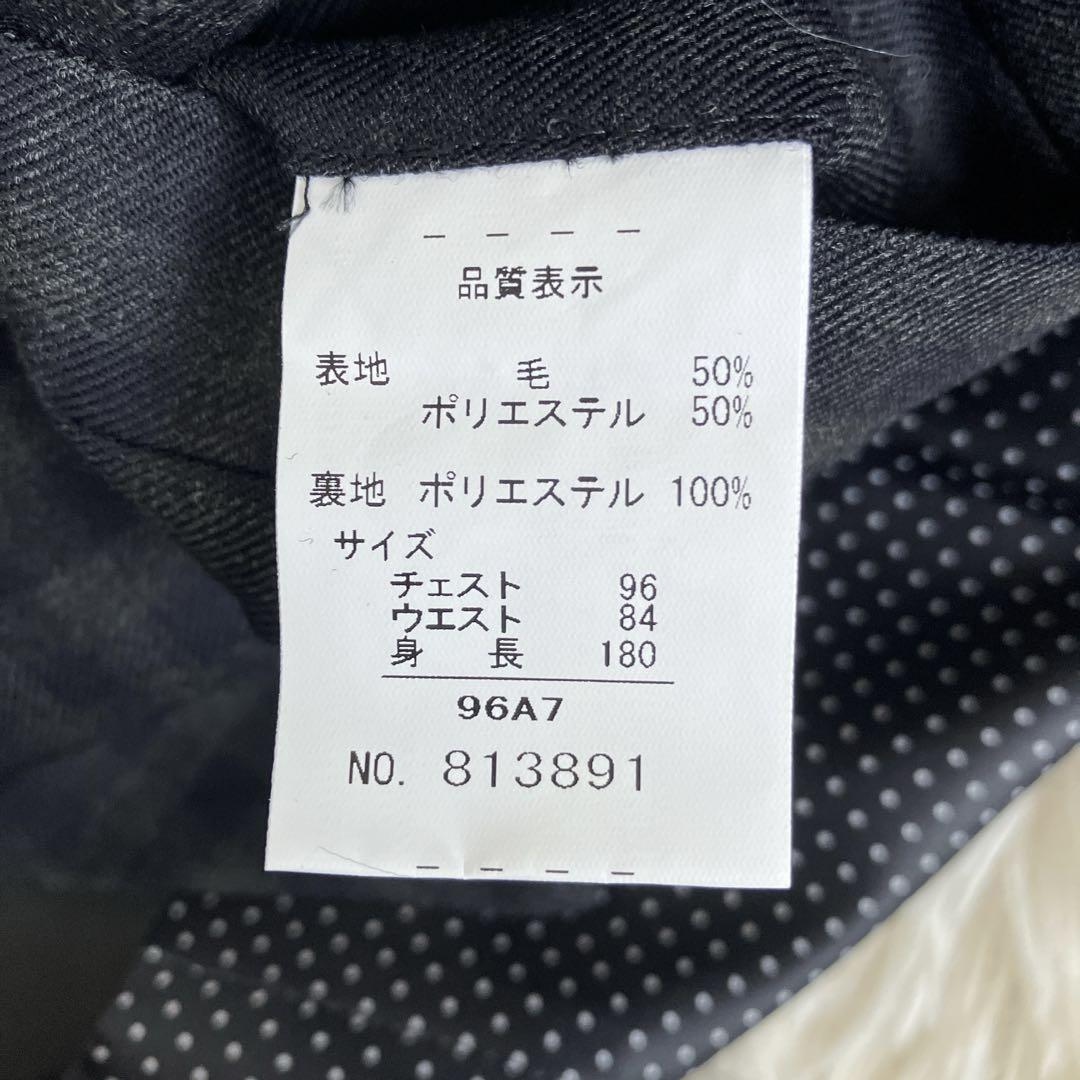 品質表示
表地 毛 50%
ポリエステル 50%
裏地 ポリエステル 100%
サイズ
チェスト 96
ウエスト 84
身長 180
96A7
NO. 813891